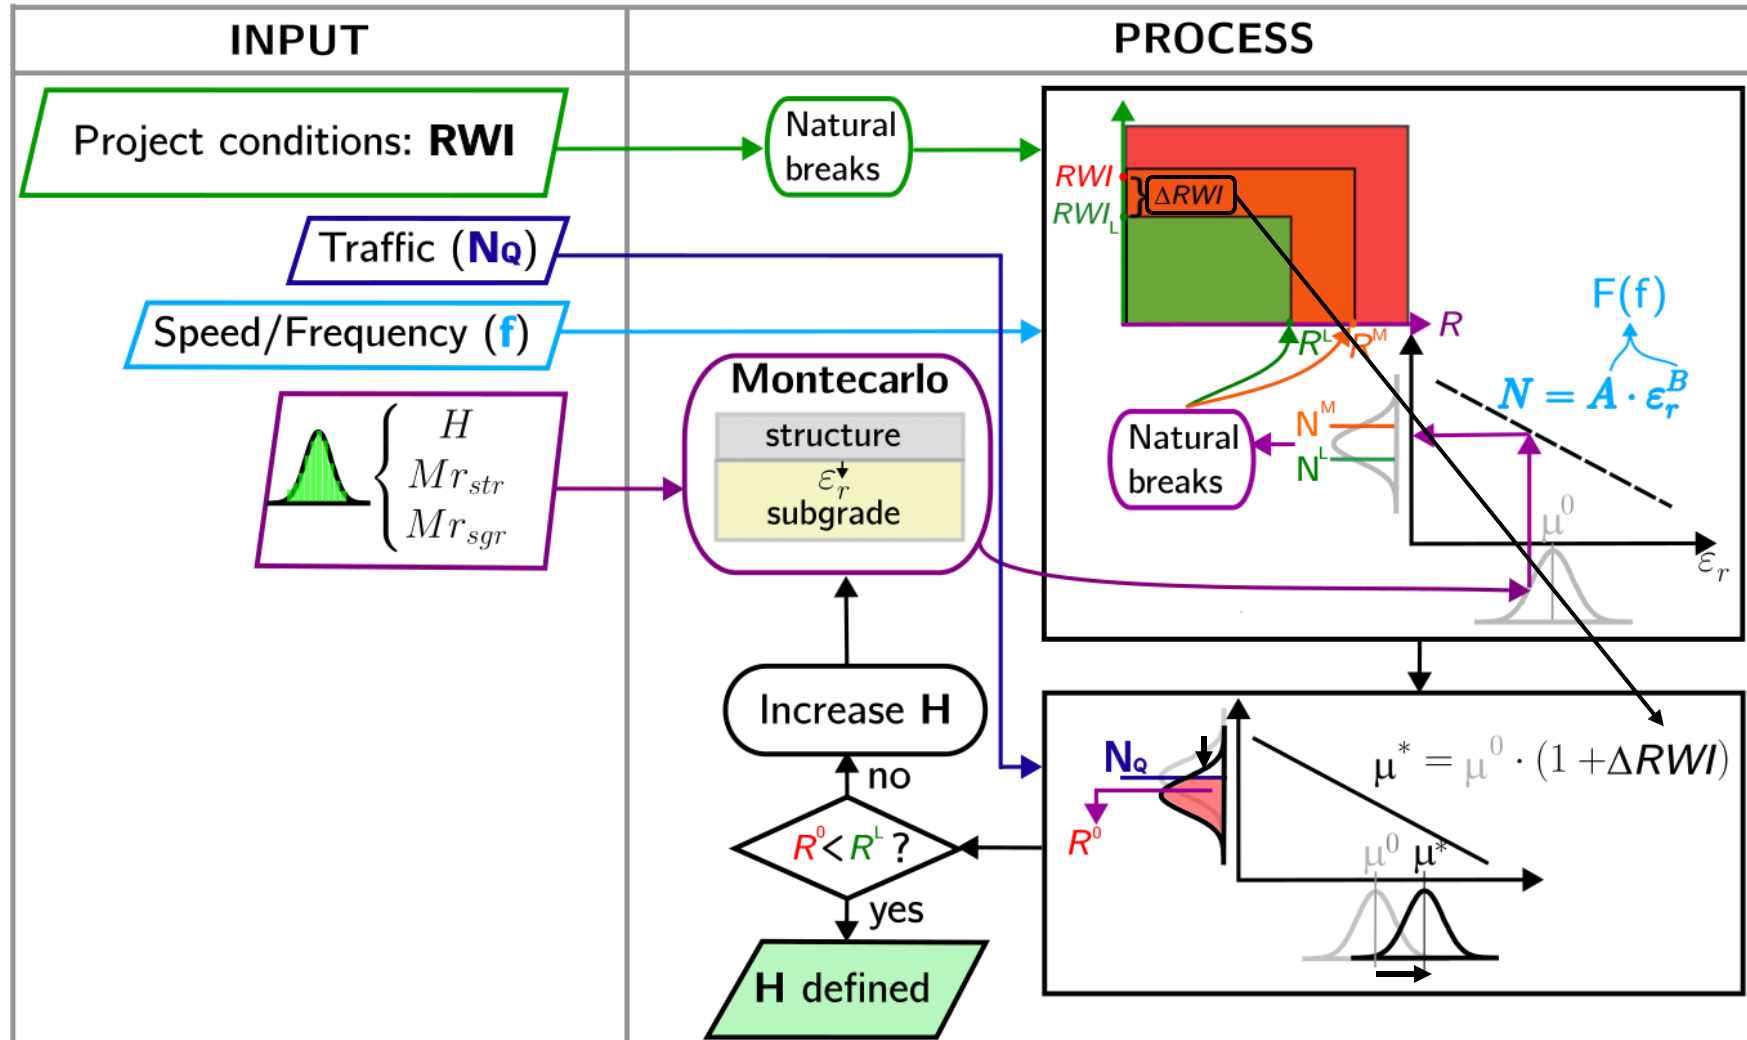 INPUT
PROCESS
Project conditions: RWI
Natural
breaks
RWI
ΔRWI
RWI_L
Traffic (N_Q)
Speed/Frequency (f)
F(f)
R
R^L
R^M
N = A · ε_r^B
Montecarlo
structure
ε_r
subgrade
H
Mr_str
Mr_sgr
Natural
breaks
N^M
N^L
μ^0
ε_r
Increase H
no
N_Q
R^0
μ^* = μ^0 · (1 + ΔRWI)
R^0 < R^L ?
μ^0 μ^*
yes
H defined